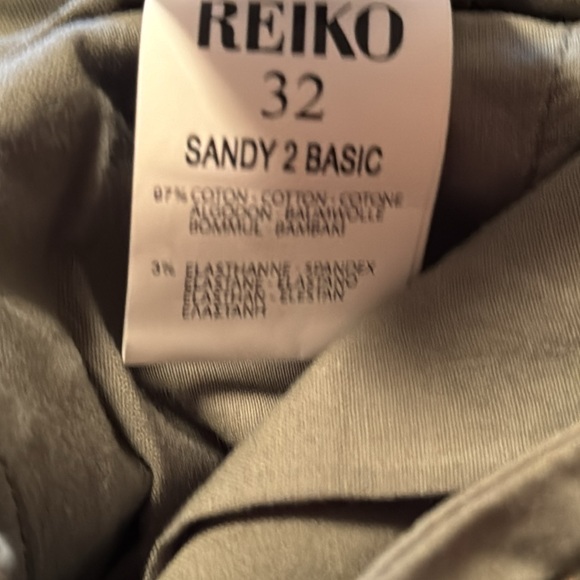 REIKO
32
SANDY 2 BASIC
97% COTON - COTTON - COTONE
ALGODON - BAUMWOLLE
BOMMUL BAMBAKI
3% ELASTHANNE - SPANDEX
ELASTANE - ELASTANO
ELASTHAN - ELESTAN
ΕΛΑΣΤΑΝΗ